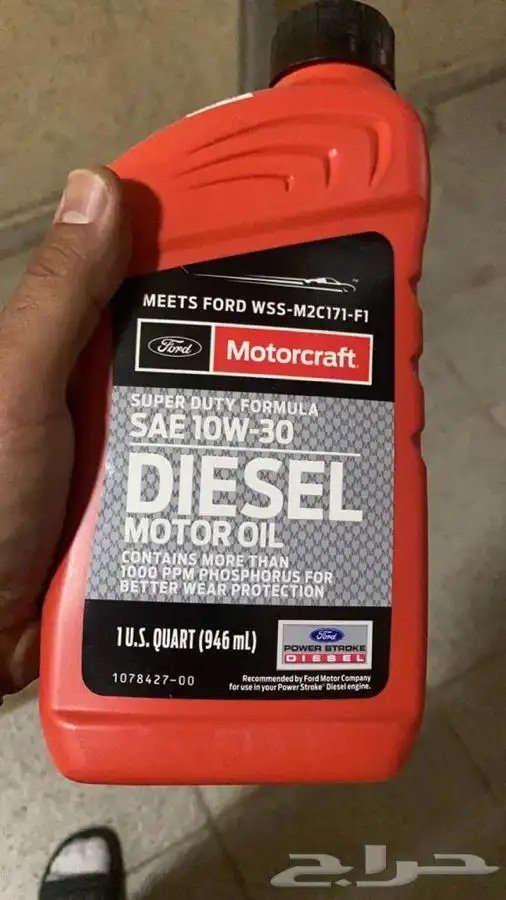 MEETS FORD WSS-M2C171-F1
Ford Motorcraft
SUPER DUTY FORMULA
SAE 10W-30
DIESEL
MOTOR OIL
CONTAINS MORE THAN
1000 PPM PHOSPHORUS FOR
BETTER WEAR PROTECTION
1 U.S. QUART (946 mL)
Ford
POWER STROKE
DIESEL
1078427-00
Recommended by Ford Motor Company
for use in your Power Stroke® Diesel engine.
حراج